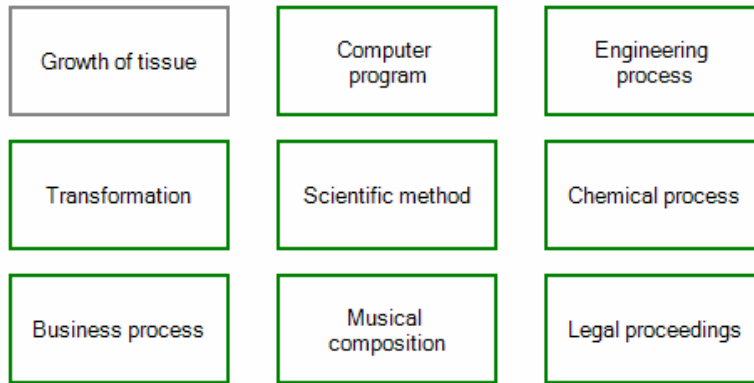 Growth of tissue
Computer
program
Engineering
process
Transformation
Scientific method
Chemical process
Business process
Musical
composition
Legal proceedings